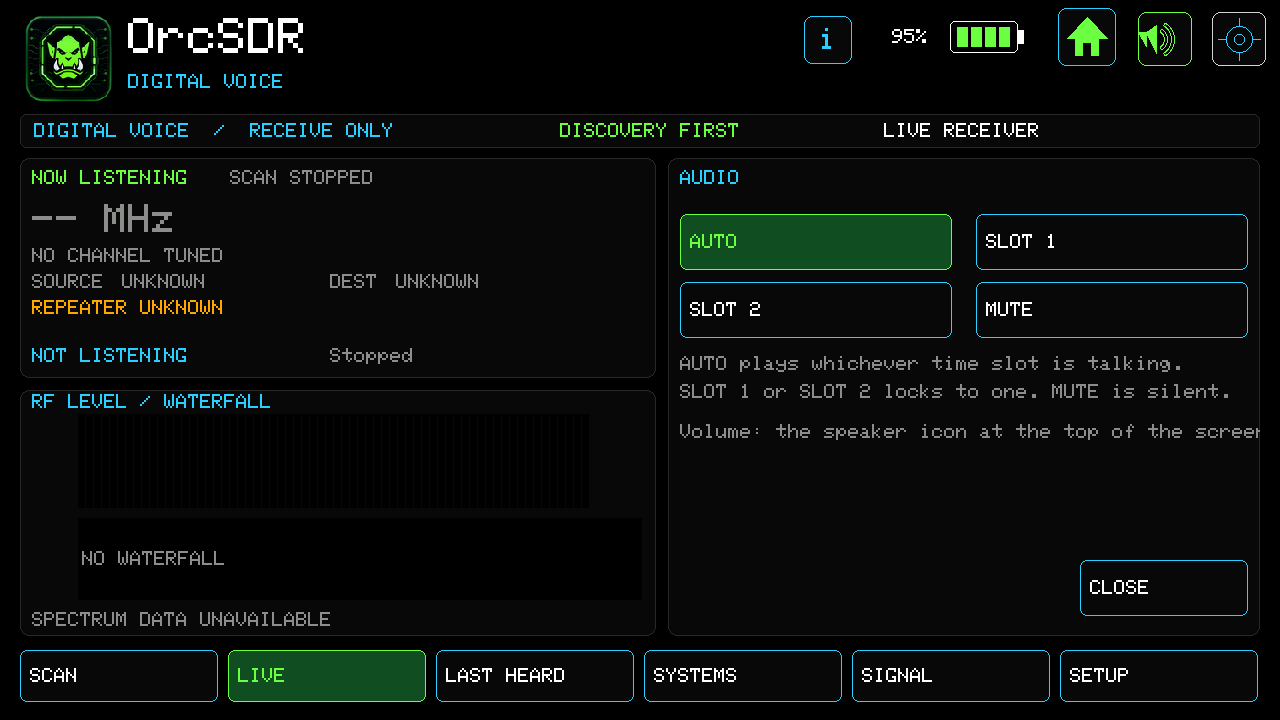 OrcSDR
DIGITAL VOICE
i
95%
DIGITAL VOICE / RECEIVE ONLY
DISCOVERY FIRST
LIVE RECEIVER
NOW LISTENING
SCAN STOPPED
-- MHz
NO CHANNEL TUNED
SOURCE UNKNOWN
DEST UNKNOWN
REPEATER UNKNOWN
NOT LISTENING
Stopped
RF LEVEL / WATERFALL
NO WATERFALL
SPECTRUM DATA UNAVAILABLE
AUDIO
AUTO
SLOT 1
SLOT 2
MUTE
AUTO plays whichever time slot is talking.
SLOT 1 or SLOT 2 locks to one. MUTE is silent.
Volume: the speaker icon at the top of the screen
CLOSE
SCAN
LIVE
LAST HEARD
SYSTEMS
SIGNAL
SETUP